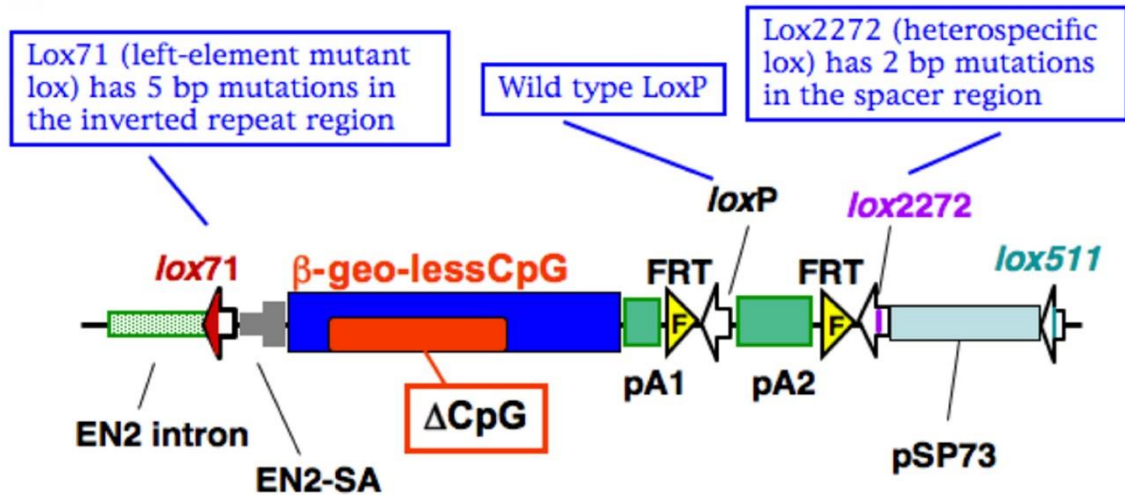 Lox71 (left-element mutant
lox) has 5 bp mutations in
the inverted repeat region
Wild type LoxP
Lox2272 (heterospecific
lox) has 2 bp mutations
in the spacer region
loxP
lox2272
lox71
β-geo-lessCpG
FRT
FRT
lox511
F
F
pA1
pA2
ΔCpG
EN2 intron
EN2-SA
pSP73